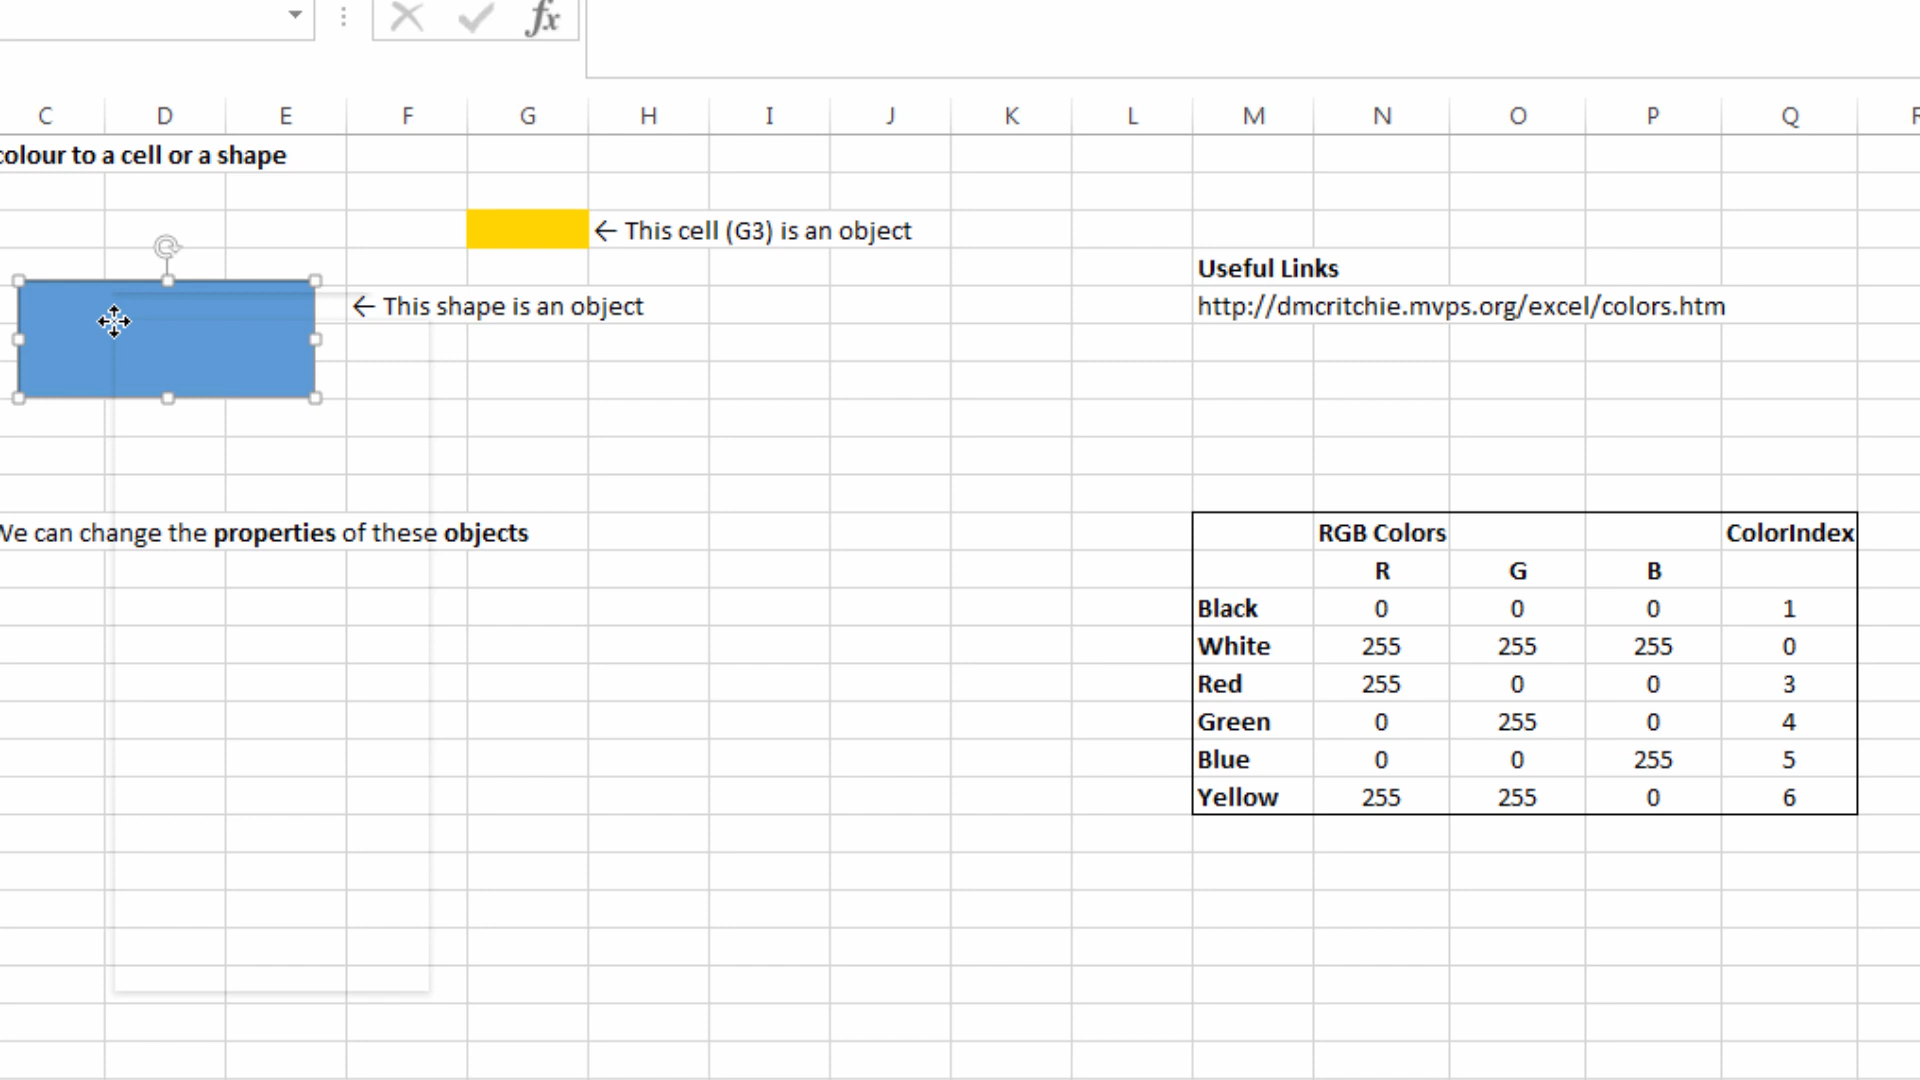 fx
C D E F G H I J K L M N O P Q
colour to a cell or a shape
← This cell (G3) is an object
Useful Links
← This shape is an object
http://dmcritchie.mvps.org/excel/colors.htm
We can change the properties of these objects
RGB Colors ColorIndex
R G B
Black 0 0 0 1
White 255 255 255 0
Red 255 0 0 3
Green 0 255 0 4
Blue 0 0 255 5
Yellow 255 255 0 6